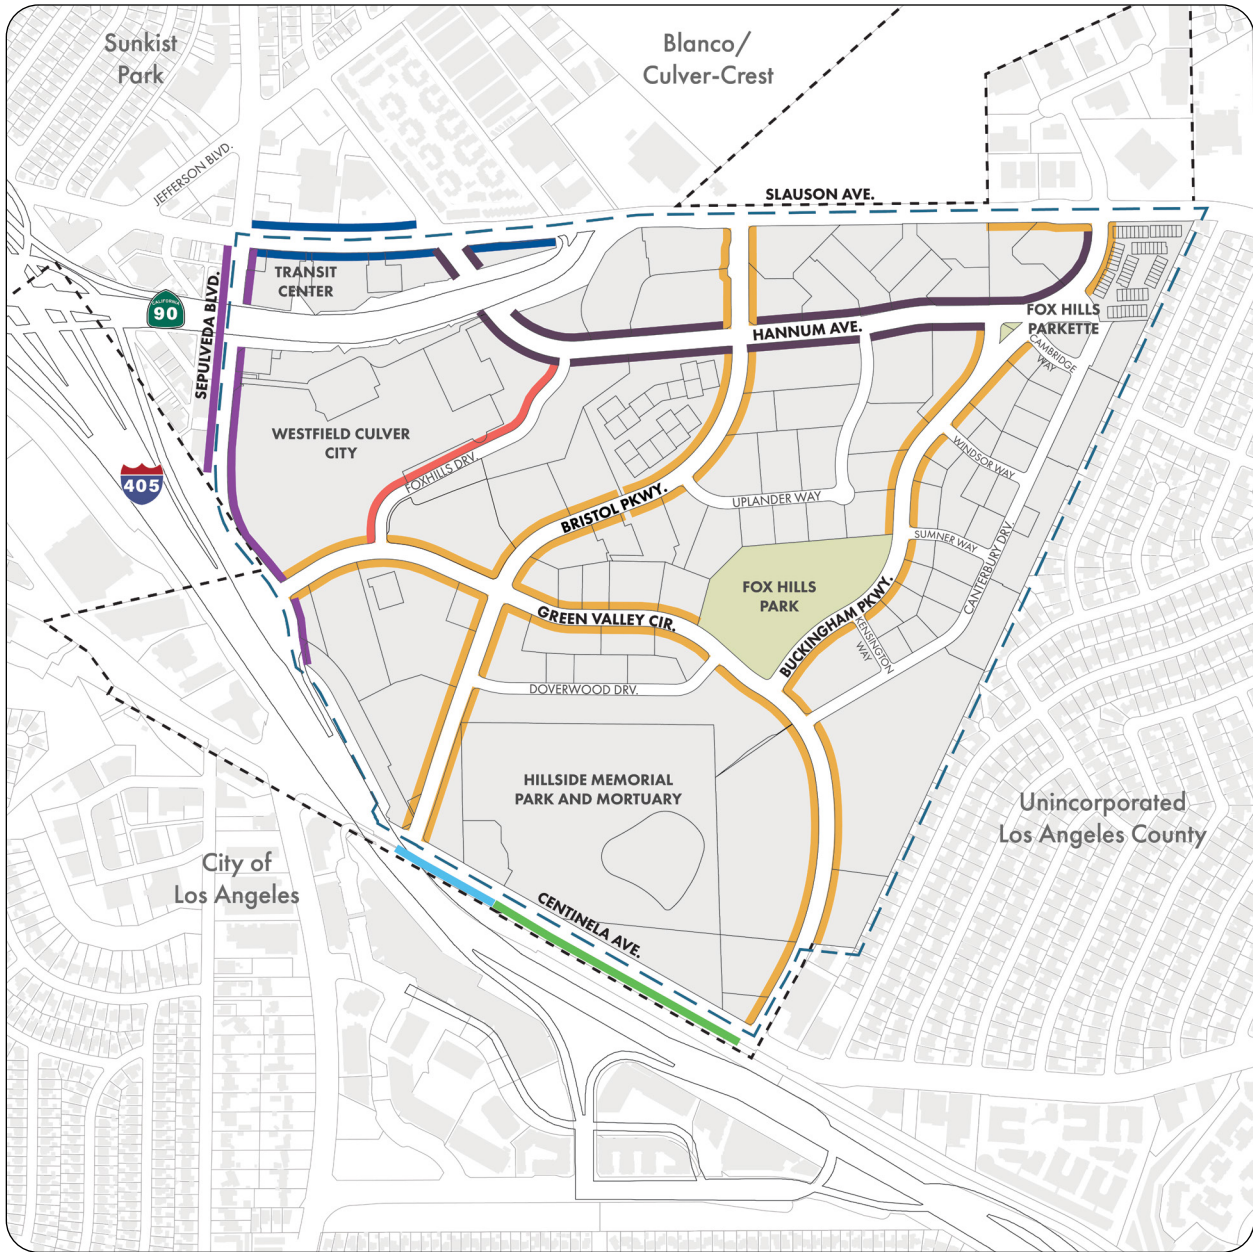 Sunkist
Park
Blanco/
Culver-Crest
JEFFERSON BLVD.
SLAUSON AVE.
TRANSIT
CENTER
SEPULVEDA BLVD.
CALIFORNIA
90
HANNUM AVE.
FOX HILLS
PARKETTE
CAMBRIDGE
WAY
WESTFIELD CULVER
CITY
405
FOXHILLS DRV.
WINDSOR WAY
BRISTOL PKWY.
UPLANDER WAY
SUMNER WAY
CANTERBURY DRV.
FOX HILLS
PARK
GREEN VALLEY CIR.
BUCKINGHAM PKWY.
KENSINGTON
WAY
DOVERWOOD DRV.
HILLSIDE MEMORIAL
PARK AND MORTUARY
Unincorporated
Los Angeles County
City of
Los Angeles
CENTINELA AVE.